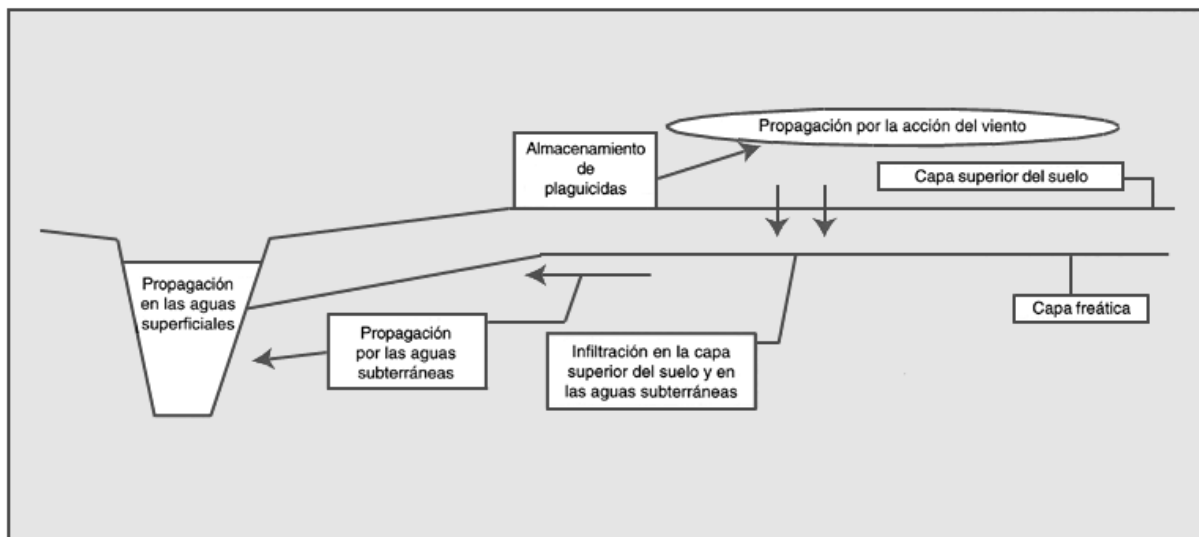 Propagación por la acción del viento
Almacenamiento
de
plaguicidas
Capa superior del suelo
Propagación
en las aguas
superficiales
Capa freática
Propagación
por las aguas
subterráneas
Infiltración en la capa
superior del suelo y en
las aguas subterráneas